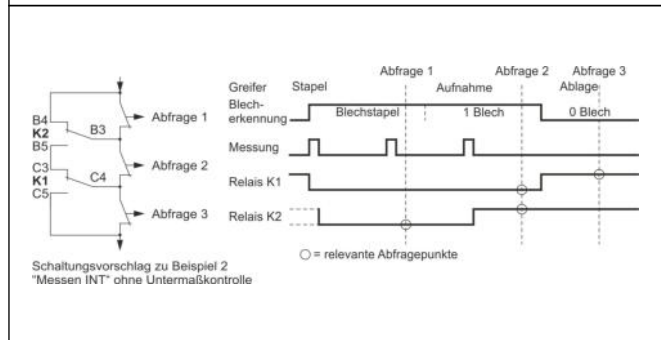 B4
K2
B5
C3
K1
C5
B3
C4
Abfrage 1
Abfrage 2
Abfrage 3
Schaltungsvorschlag zu Beispiel 2
"Messen INT" ohne Untermaßkontrolle
Abfrage 1 Abfrage 2 Abfrage 3
Greifer Stapel Aufnahme Ablage
Blech-
erkennung Blechstapel 1 Blech 0 Blech
Messung
Relais K1
Relais K2
= relevante Abfragepunkte